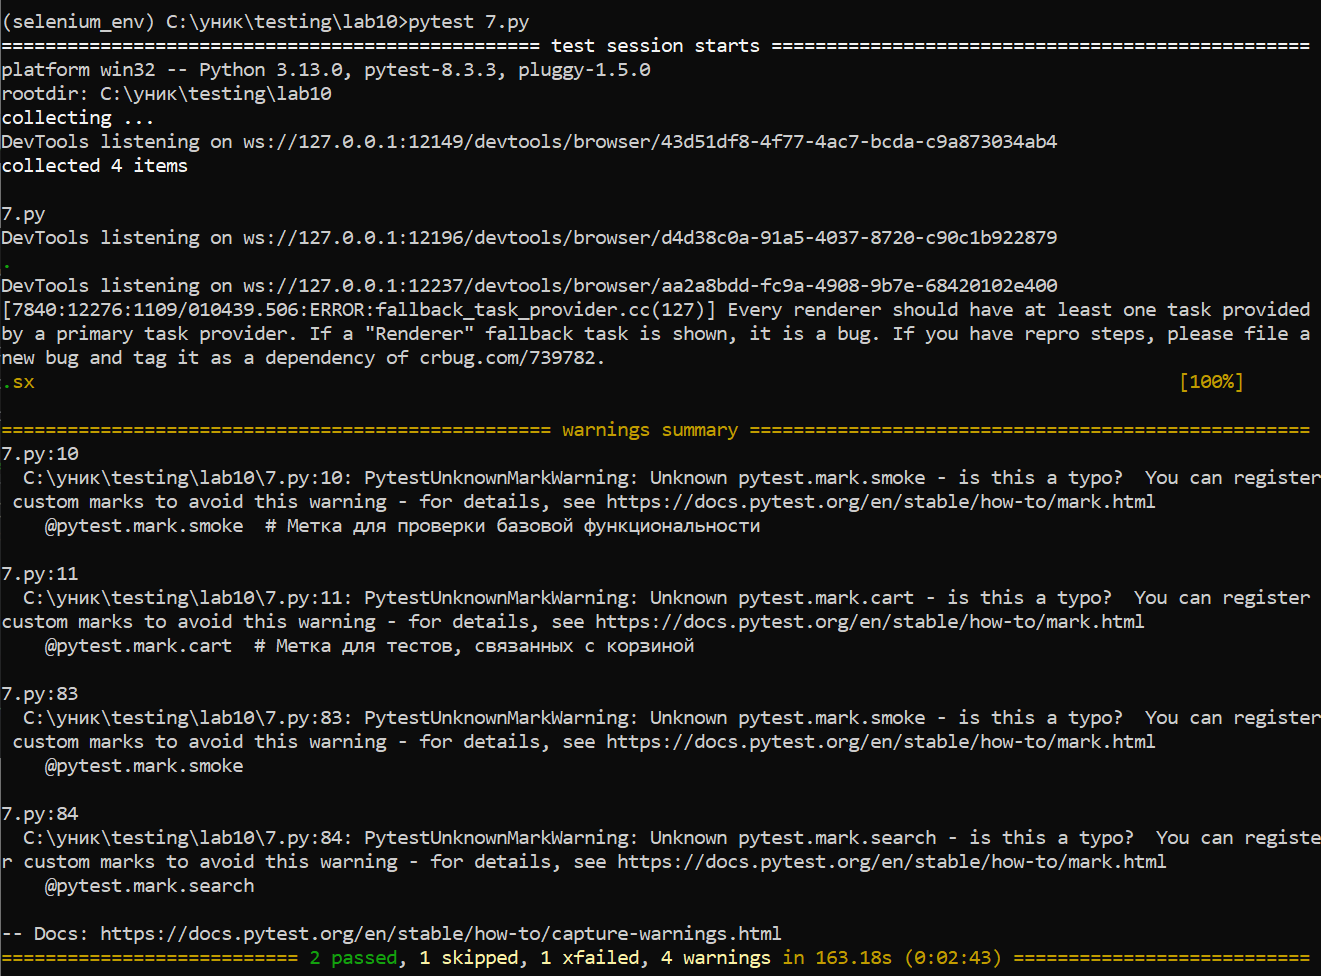 (selenium_env) C:\уник\testing\lab10>pytest 7.py
================================================= test session starts =================================================
platform win32 -- Python 3.13.0, pytest-8.3.3, pluggy-1.5.0
rootdir: C:\уник\testing\lab10
collecting ...
DevTools listening on ws://127.0.0.1:12149/devtools/browser/43d51df8-4f77-4ac7-bcda-c9a873034ab4
collected 4 items
7.py
DevTools listening on ws://127.0.0.1:12196/devtools/browser/d4d38c0a-91a5-4037-8720-c90c1b922879
.
DevTools listening on ws://127.0.0.1:12237/devtools/browser/aa2a8bdd-fc9a-4908-9b7e-68420102e400
[7840:12276:1109/010439.506:ERROR:fallback_task_provider.cc(127)] Every renderer should have at least one task provided
by a primary task provider. If a "Renderer" fallback task is shown, it is a bug. If you have repro steps, please file a
new bug and tag it as a dependency of crbug.com/739782.
.sx [100%]
================================================== warnings summary ===================================================
7.py:10
C:\уник\testing\lab10\7.py:10: PytestUnknownMarkWarning: Unknown pytest.mark.smoke - is this a typo?  You can register
custom marks to avoid this warning - for details, see https://docs.pytest.org/en/stable/how-to/mark.html
@pytest.mark.smoke  # Метка для проверки базовой функциональности
7.py:11
C:\уник\testing\lab10\7.py:11: PytestUnknownMarkWarning: Unknown pytest.mark.cart - is this a typo?  You can register
custom marks to avoid this warning - for details, see https://docs.pytest.org/en/stable/how-to/mark.html
@pytest.mark.cart  # Метка для тестов, связанных с корзиной
7.py:83
C:\уник\testing\lab10\7.py:83: PytestUnknownMarkWarning: Unknown pytest.mark.smoke - is this a typo?  You can register
custom marks to avoid this warning - for details, see https://docs.pytest.org/en/stable/how-to/mark.html
@pytest.mark.smoke
7.py:84
C:\уник\testing\lab10\7.py:84: PytestUnknownMarkWarning: Unknown pytest.mark.search - is this a typo?  You can registe
r custom marks to avoid this warning - for details, see https://docs.pytest.org/en/stable/how-to/mark.html
@pytest.mark.search
-- Docs: https://docs.pytest.org/en/stable/how-to/capture-warnings.html
=========================== 2 passed, 1 skipped, 1 xfailed, 4 warnings in 163.18s (0:02:43) ===========================